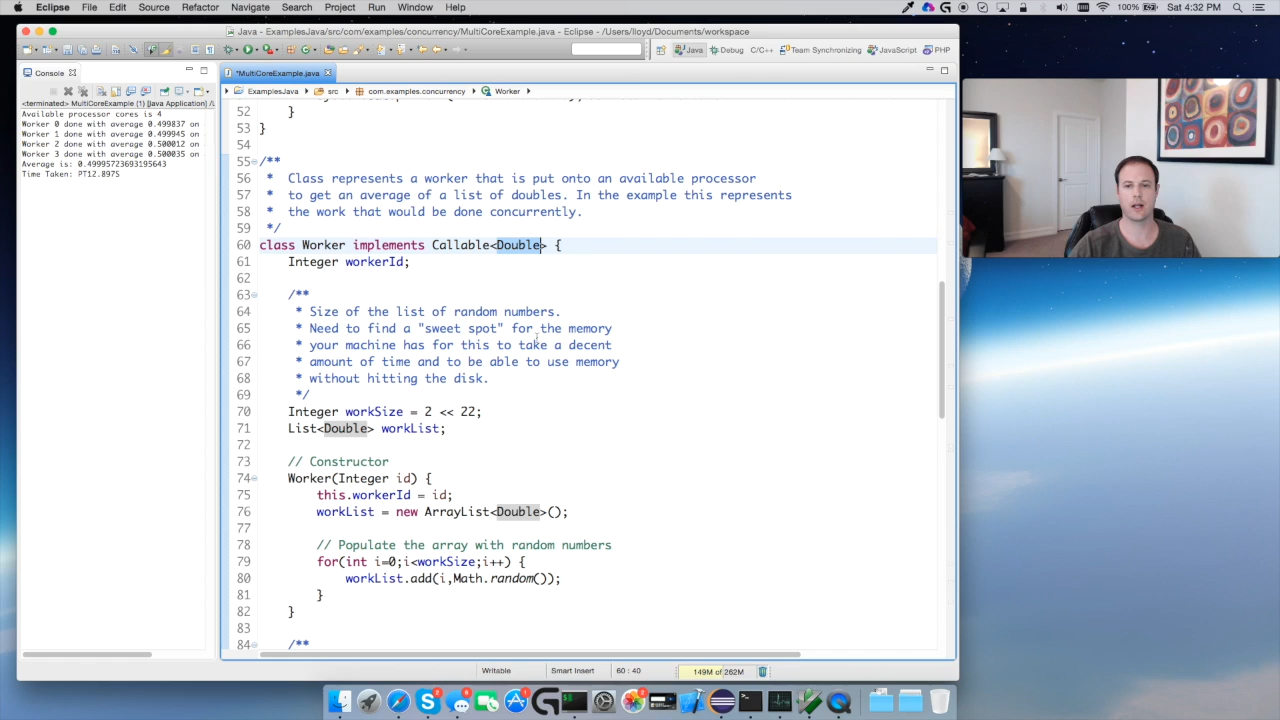 Eclipse File Edit Source Refactor Navigate Search Project Run Window Help
100% Sat 4:32 PM
Java - ExamplesJava/src/com/examples/concurrency/MultiCoreExample.java - Eclipse - /Users/lloyd/Documents/workspace
Java Debug C/C++ Team Synchronizing JavaScript PHP
Console
*MultiCoreExample.java
ExamplesJava src com.examples.concurrency Worker
<terminated> MultiCoreExample (1) [Java Application] /L
Available processor cores is 4
Worker 0 done with average 0.499837 on
Worker 1 done with average 0.499945 on
Worker 2 done with average 0.500012 on
Worker 3 done with average 0.500035 on
Average is: 0.49995723693195643
Time Taken: PT12.897S
52 }
53 }
54
55 /**
56 * Class represents a worker that is put onto an available processor
57 * to get an average of a list of doubles. In the example this represents
58 * the work that would be done concurrently.
59 */
60 class Worker implements Callable<Double> {
61 Integer workerId;
62
63 /**
64 * Size of the list of random numbers.
65 * Need to find a "sweet spot" for the memory
66 * your machine has for this to take a decent
67 * amount of time and to be able to use memory
68 * without hitting the disk.
69 */
70 Integer workSize = 2 << 22;
71 List<Double> workList;
72
73 // Constructor
74 Worker(Integer id) {
75 this.workerId = id;
76 workList = new ArrayList<Double>();
77
78 // Populate the array with random numbers
79 for(int i=0;i<workSize;i++) {
80 workList.add(i,Math.random());
81 }
82 }
83
84 /**
Writable Smart Insert 60 : 40 149M of 262M